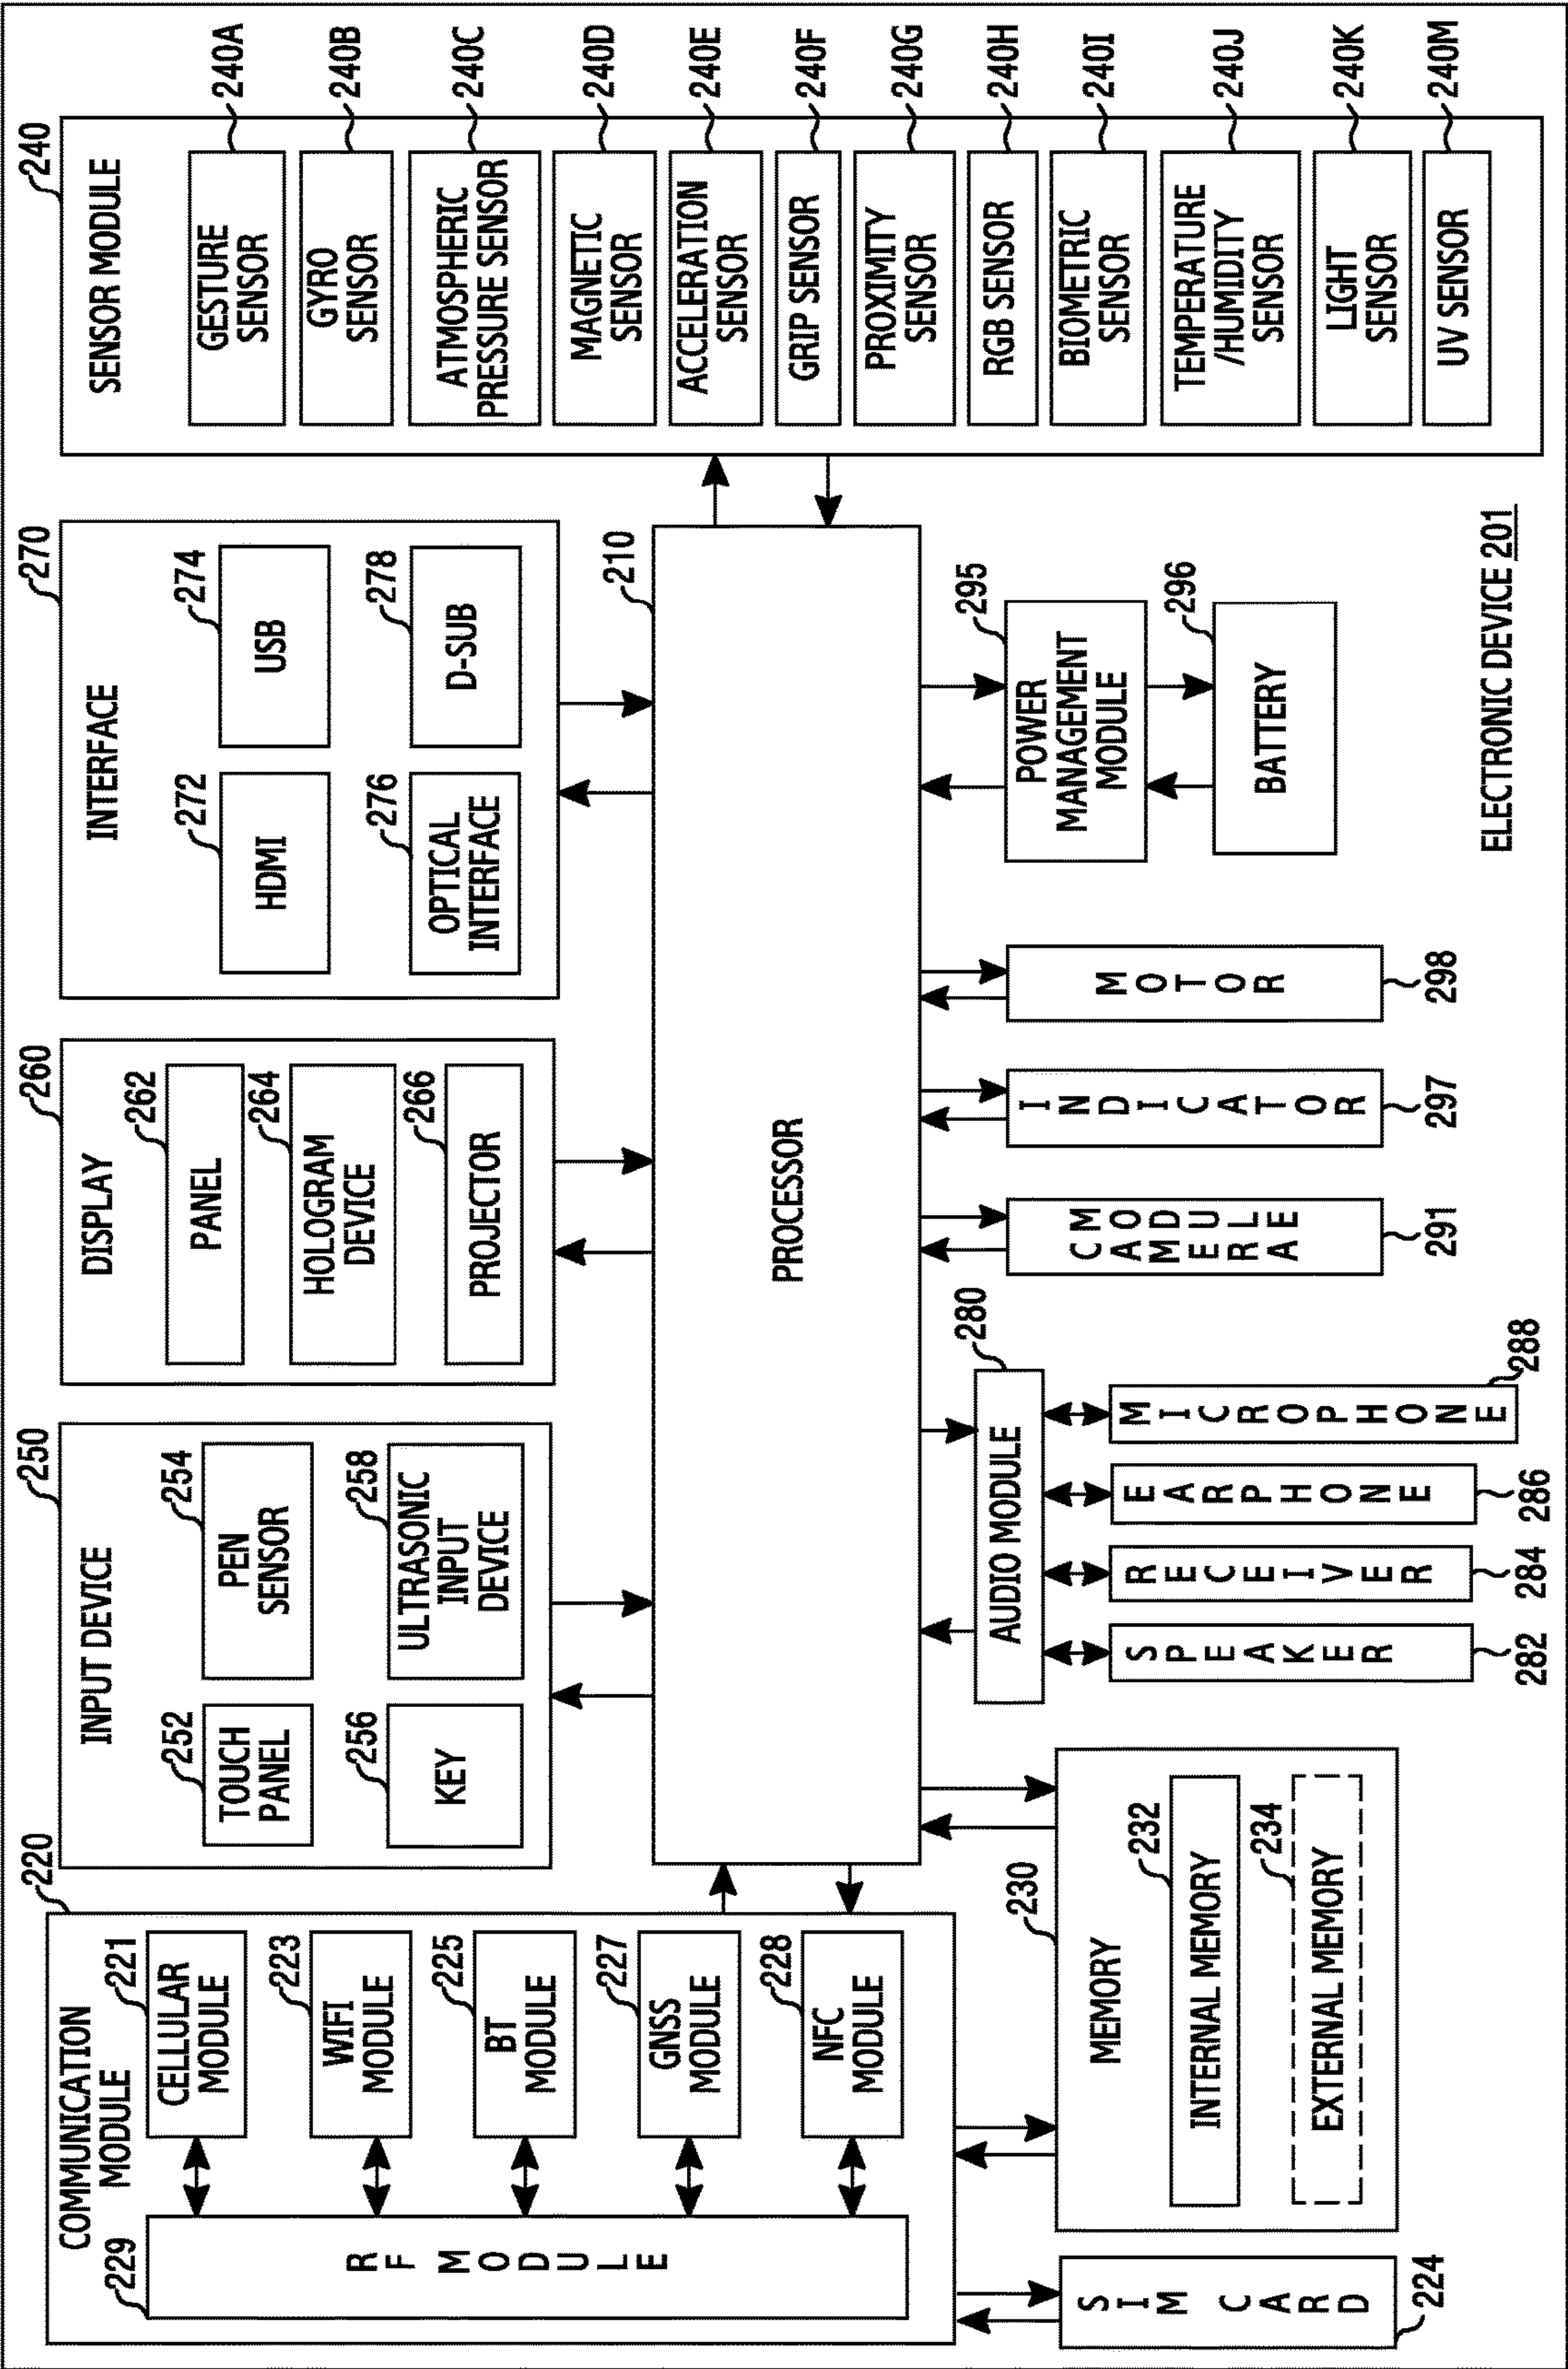 220
COMMUNICATION
MODULE
229
RF MODULE
221
CELLULAR
MODULE
223
WIFI
MODULE
225
BT
MODULE
227
GNSS
MODULE
228
NFC
MODULE
250
INPUT DEVICE
252
TOUCH
PANEL
254
PEN
SENSOR
256
KEY
258
ULTRASONIC
INPUT
DEVICE
260
DISPLAY
262
PANEL
264
HOLOGRAM
DEVICE
266
PROJECTOR
270
INTERFACE
272
HDMI
274
USB
276
OPTICAL
INTERFACE
278
D-SUB
240
SENSOR MODULE
GESTURE
SENSOR
240A
GYRO
SENSOR
240B
ATMOSPHERIC
PRESSURE SENSOR
240C
MAGNETIC
SENSOR
240D
ACCELERATION
SENSOR
240E
GRIP SENSOR
240F
PROXIMITY
SENSOR
240G
RGB SENSOR
240H
BIOMETRIC
SENSOR
240I
TEMPERATURE
/HUMIDITY
SENSOR
240J
LIGHT
SENSOR
240K
UV SENSOR
240M
210
PROCESSOR
SIM CARD
224
230
MEMORY
232
INTERNAL MEMORY
234
EXTERNAL MEMORY
280
AUDIO MODULE
SPEAKER
282
RECEIVER
284
EARPHONE
286
MICROPHONE
288
CAMERA
MODULE
291
INDICATOR
297
MOTOR
298
295
POWER
MANAGEMENT
MODULE
296
BATTERY
ELECTRONIC DEVICE 201